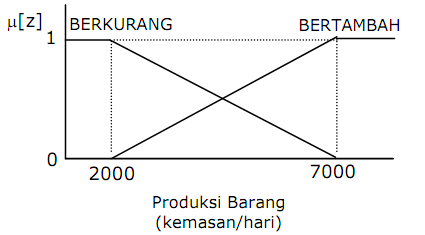 μ[z] BERKURANG BERTAMBAH
1
0
2000 7000
Produksi Barang
(kemasan/hari)